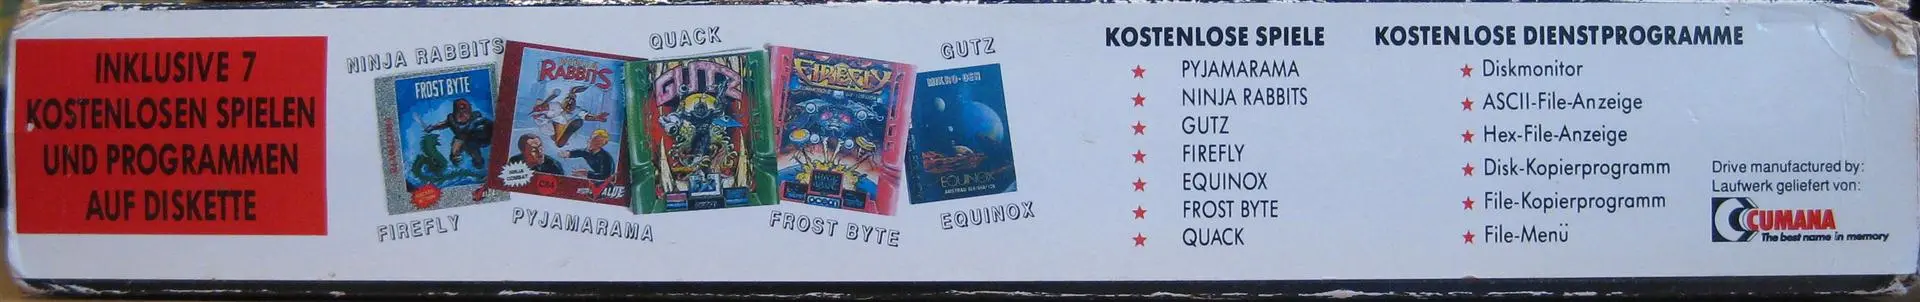 INKLUSIVE 7
KOSTENLOSEN SPIELEN
UND PROGRAMMEN
AUF DISKETTE
NINJA RABBITS
QUACK
GUTZ
FROST BYTE
RABBITS
GUTZ
FIREFLY
EQUINOX
FIREFLY
PYJAMARAMA
FROST BYTE
EQUINOX
KOSTENLOSE SPIELE
★ PYJAMARAMA
★ NINJA RABBITS
★ GUTZ
★ FIREFLY
★ EQUINOX
★ FROST BYTE
★ QUACK
KOSTENLOSE DIENSTPROGRAMME
★ Diskmonitor
★ ASCII-File-Anzeige
★ Hex-File-Anzeige
★ Disk-Kopierprogramm
★ File-Kopierprogramm
★ File-Menü
Drive manufactured by:
Laufwerk geliefert von:
CUMANA
The best name in memory